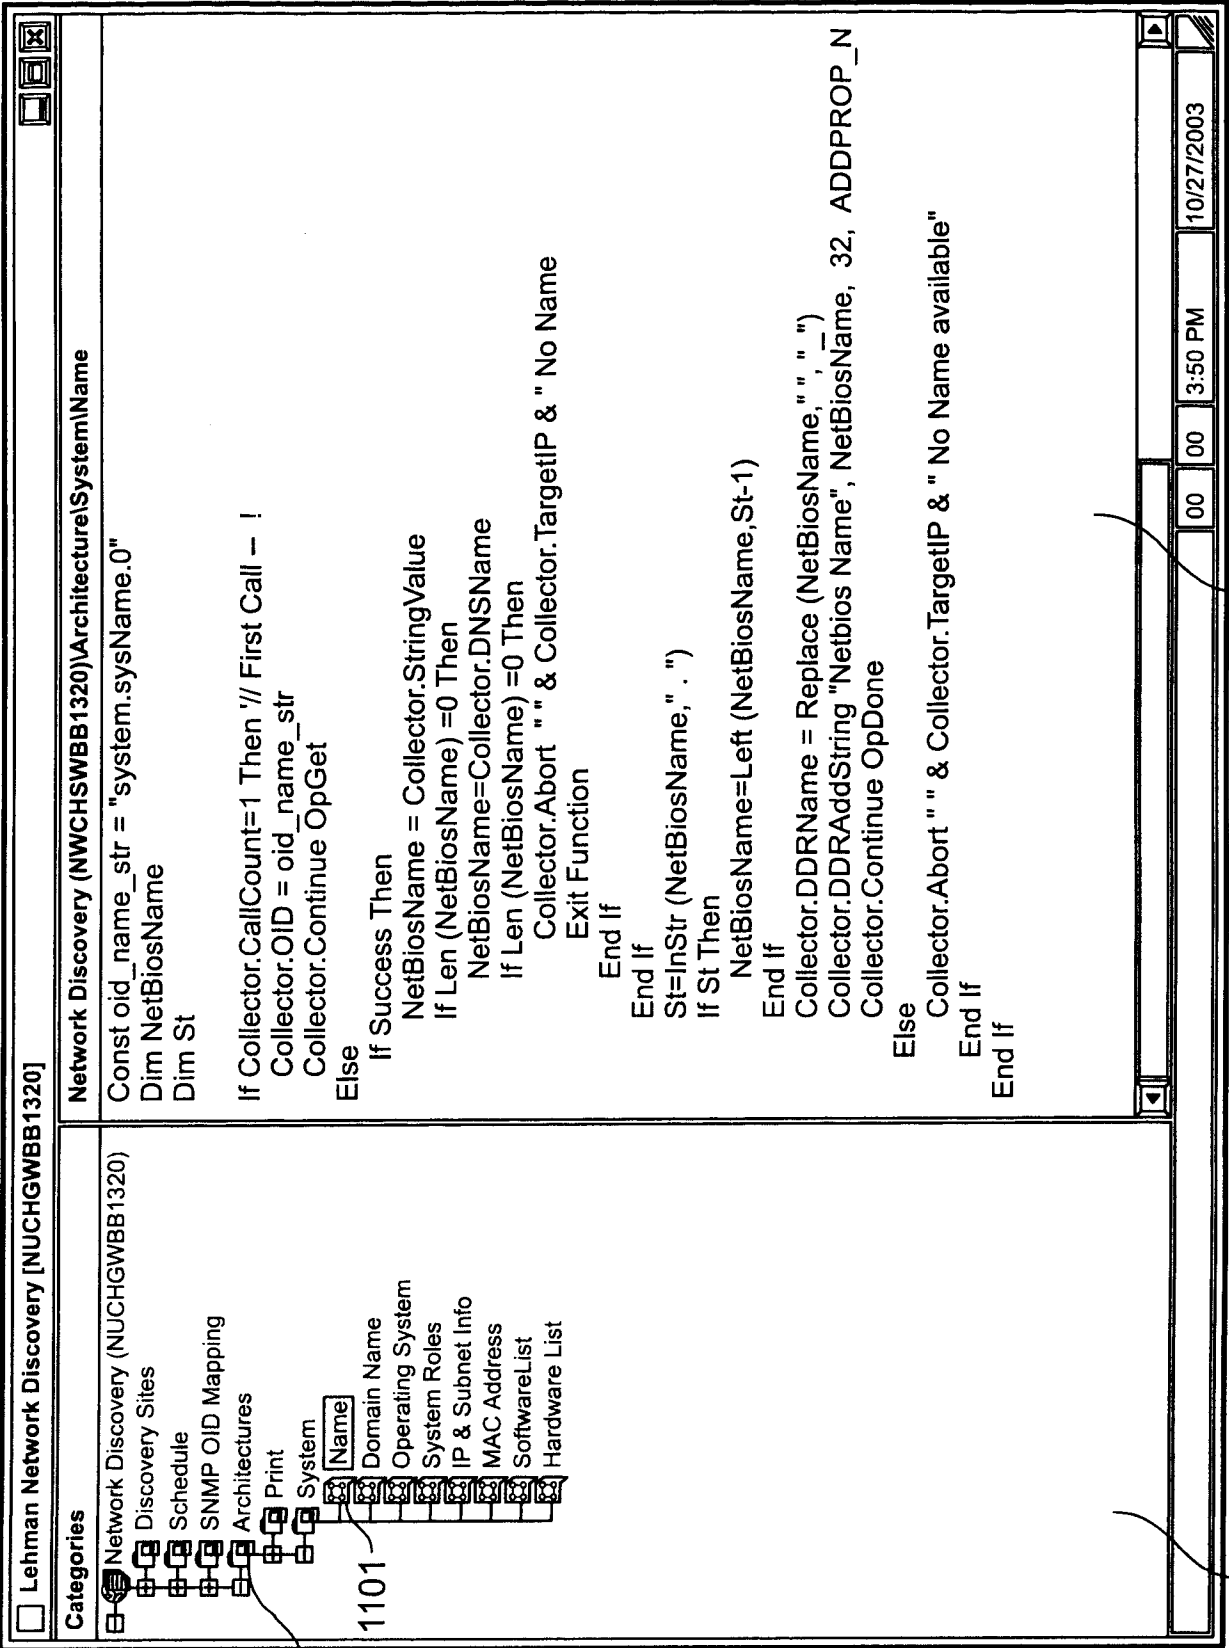 Lehman Network Discovery [NUCHGWBB1320]
Categories
Network Discovery (NUCHGWBB1320)
Discovery Sites
Schedule
SNMP OID Mapping
Architectures
Print
System
Name
Domain Name
Operating System
System Roles
IP & Subnet Info
MAC Address
SoftwareList
Hardware List
1101
Network Discovery (NWCHSWBB1320)\Architecture\System\Name
Const oid_name_str = "system.sysName.0"
Dim NetBiosName
Dim St
If Collector.CallCount=1 Then '// First Call -- !
Collector.OID = oid_name_str
Collector.Continue OpGet
Else
If Success Then
NetBiosName = Collector.StringValue
If Len (NetBiosName) =0 Then
NetBiosName=Collector.DNSName
If Len (NetBiosName) =0 Then
Collector.Abort " " & Collector.TargetIP & " No Name
Exit Function
End If
End If
St=InStr (NetBiosName," . ")
If St Then
NetBiosName=Left (NetBiosName,St-1)
End If
Collector.DDRName = Replace (NetBiosName," ", "_")
Collector.DDRAddString "Netbios Name", NetBiosName, 32, ADDPROP_N
Collector.Continue OpDone
Else
Collector.Abort " " & Collector.TargetIP & " No Name available"
End If
End If
00 00 3:50 PM 10/27/2003